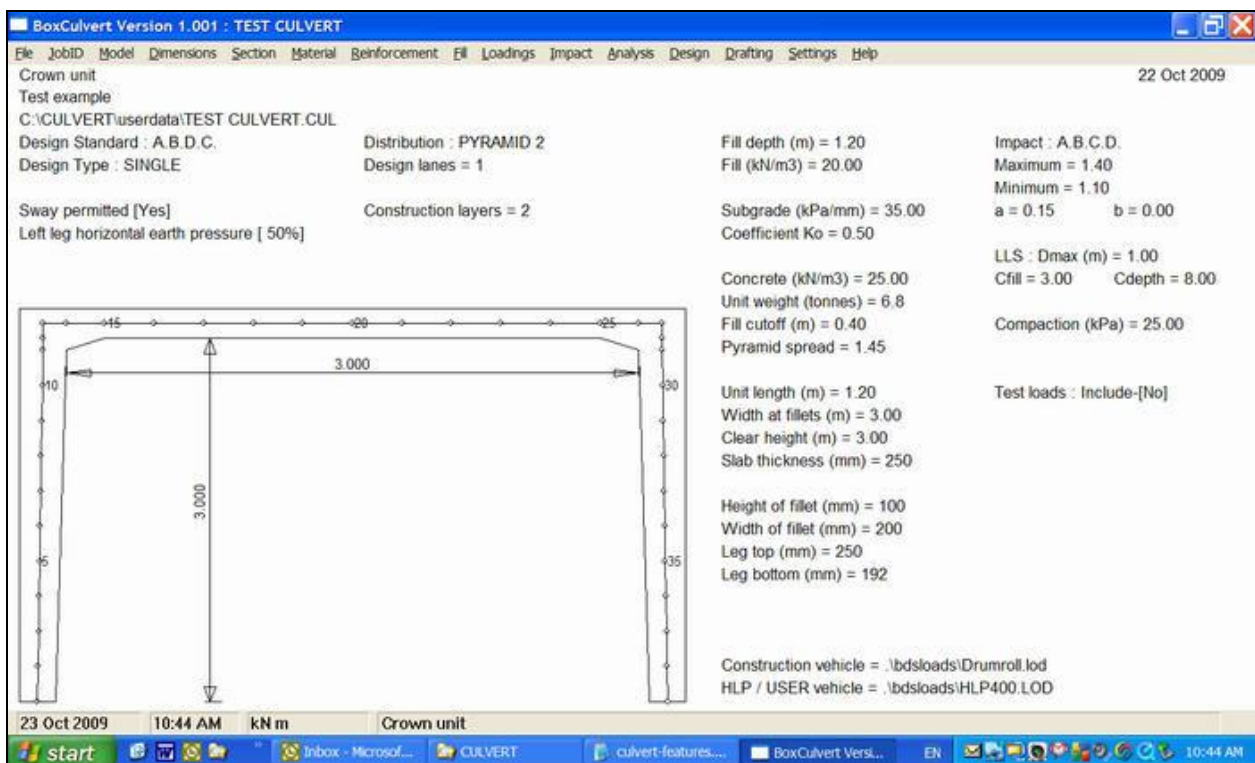 BoxCulvert Version 1.001 : TEST CULVERT
File JobID Model Dimensions Section Material Reinforcement Fill Loadings Impact Analysis Design Drafting Settings Help
Crown unit 22 Oct 2009
Test example
C:\CULVERT\userdata\TEST CULVERT.CUL
Design Standard : A.B.D.C. Distribution : PYRAMID 2 Fill depth (m) = 1.20 Impact : A.B.C.D.
Design Type : SINGLE Design lanes = 1 Fill (kN/m3) = 20.00 Maximum = 1.40
Minimum = 1.10
Sway permitted [Yes] Construction layers = 2 Subgrade (kPa/mm) = 35.00 a = 0.15 b = 0.00
Left leg horizontal earth pressure [ 50%] Coefficient Ko = 0.50
LLS : Dmax (m) = 1.00
Concrete (kN/m3) = 25.00 Cfill = 3.00 Cdepth = 8.00
Unit weight (tonnes) = 6.8
15 20 25 Fill cutoff (m) = 0.40 Compaction (kPa) = 25.00
Pyramid spread = 1.45
3.000
10 30 Unit length (m) = 1.20 Test loads : Include-[No]
Width at fillets (m) = 3.00
Clear height (m) = 3.00
Slab thickness (mm) = 250
3.000
Height of fillet (mm) = 100
Width of fillet (mm) = 200
5 35 Leg top (mm) = 250
Leg bottom (mm) = 192
Construction vehicle = .\bdsloads\Drumroll.lod
HLP / USER vehicle = .\bdsloads\HLP400.LOD
23 Oct 2009 10:44 AM kN m Crown unit
start Inbox - Microsof... CULVERT culvert-features.... BoxCulvert Versi... EN 10:44 AM